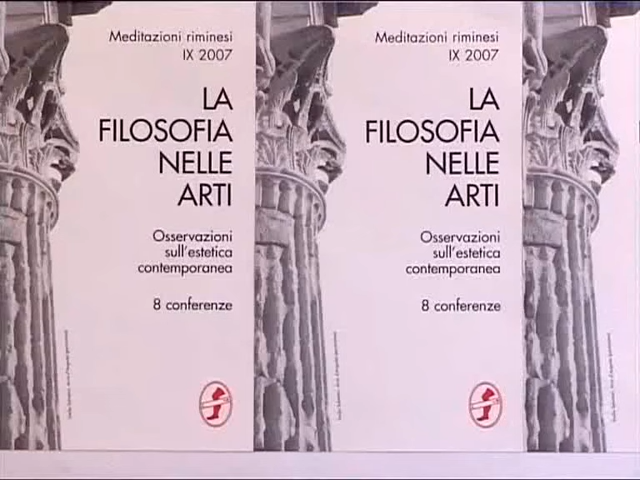 Meditazioni riminesi
IX 2007
LA
FILOSOFIA
NELLE
ARTI
Osservazioni
sull'estetica
contemporanea
8 conferenze
Meditazioni riminesi
IX 2007
LA
FILOSOFIA
NELLE
ARTI
Osservazioni
sull'estetica
contemporanea
8 conferenze